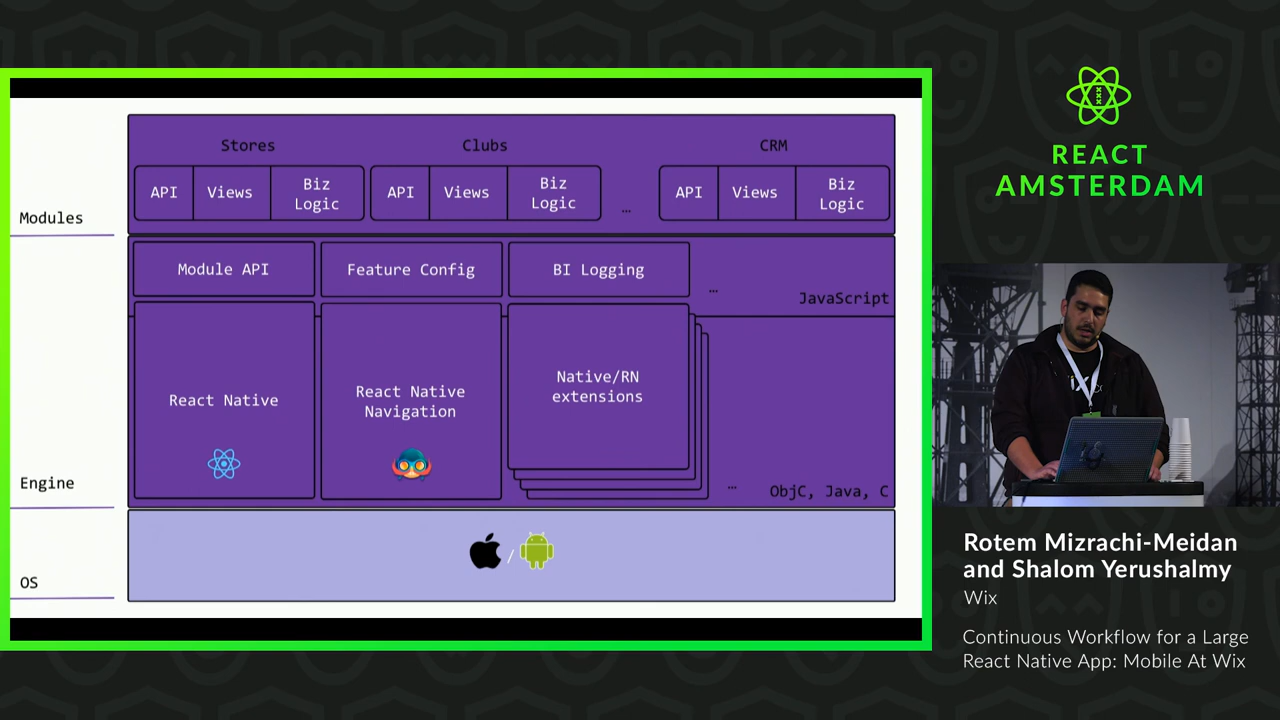 Stores
Clubs
CRM
API
Views
Biz
Logic
API
Views
Biz
Logic
...
API
Views
Biz
Logic
Modules
Module API
Feature Config
BI Logging
...
JavaScript
React Native
React Native
Navigation
Native/RN
extensions
Engine
...
ObjC, Java, C
/
OS
REACT
AMSTERDAM
Rotem Mizrachi-Meidan
and Shalom Yerushalmy
Wix
Continuous Workflow for a Large
React Native App: Mobile At Wix